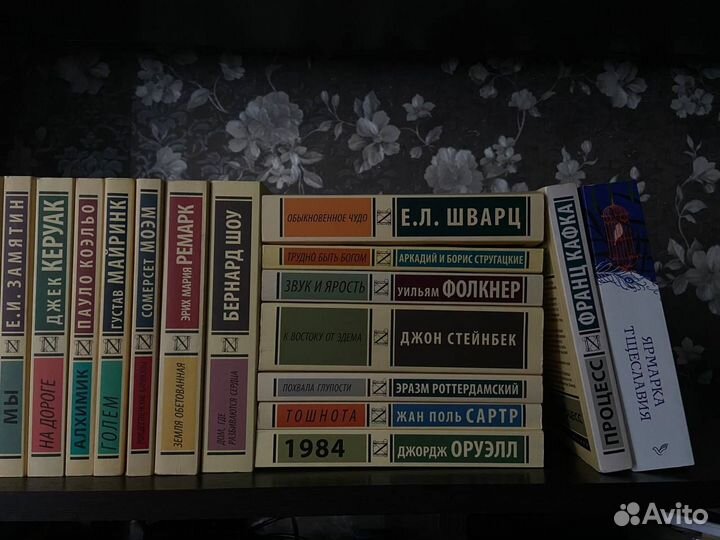 Е.И. ЗАМЯТИН
МЫ
ДЖЕК КЕРУАК
НА ДОРОГЕ
ПАУЛО КОЭЛЬО
АЛХИМИК
ГУСТАВ МАЙРИНК
ГОЛЕМ
СОМЕРСЕТ МОЭМ
ЭРИХ МАРИЯ РЕМАРК
ЗЕМЛЯ ОБЕТОВАННАЯ
БЕРНАРД ШОУ
ДОМ, ГДЕ
РАЗБИВАЮТСЯ СЕРДЦА
ОБЫКНОВЕННОЕ ЧУДО Е.Л. ШВАРЦ
ТРУДНО БЫТЬ БОГОМ АРКАДИЙ И БОРИС СТРУГАЦКИЕ
ЗВУК И ЯРОСТЬ УИЛЬЯМ ФОЛКНЕР
К ВОСТОКУ ОТ ЭДЕМА ДЖОН СТЕЙНБЕК
ПОХВАЛА ГЛУПОСТИ ЭРАЗМ РОТТЕРДАМСКИЙ
ТОШНОТА ЖАН ПОЛЬ САРТР
1984 ДЖОРДЖ ОРУЭЛЛ
ФРАНЦ КАФКА
ПРОЦЕСС
ЯРМАРКА
ТЩЕСЛАВИЯ
Avito